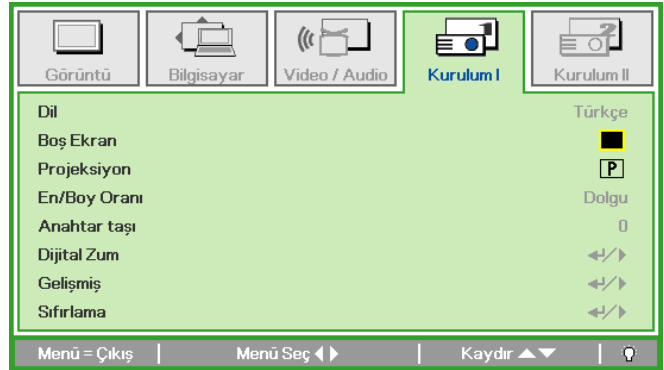 Görüntü Bilgisayar Video / Audio Kurulum I Kurulum II
Dil Türkçe
Boş Ekran
Projeksiyon P
En/Boy Oranı Dolgu
Anahtar taşı 0
Dijital Zum
Gelişmiş
Sıfırlama
Menü = Çıkış Menü Seç Kaydır